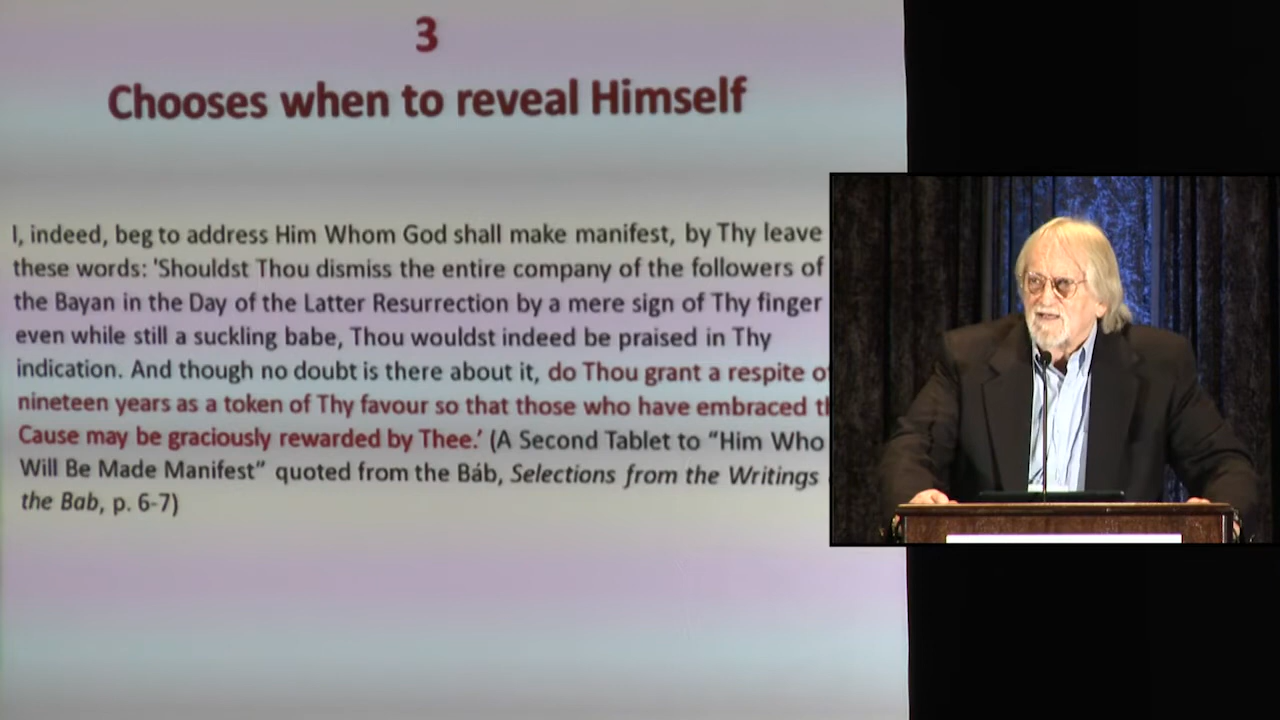 3
Chooses when to reveal Himself
I, indeed, beg to address Him Whom God shall make manifest, by Thy leave
these words: 'Shouldst Thou dismiss the entire company of the followers of
the Bayan in the Day of the Latter Resurrection by a mere sign of Thy finger
even while still a suckling babe, Thou wouldst indeed be praised in Thy
indication. And though no doubt is there about it, do Thou grant a respite
nineteen years as a token of Thy favour so that those who have embraced
Cause may be graciously rewarded by Thee.' (A Second Tablet to "Him Who
Will Be Made Manifest" quoted from the Báb, Selections from the Writings
the Bab, p. 6-7)